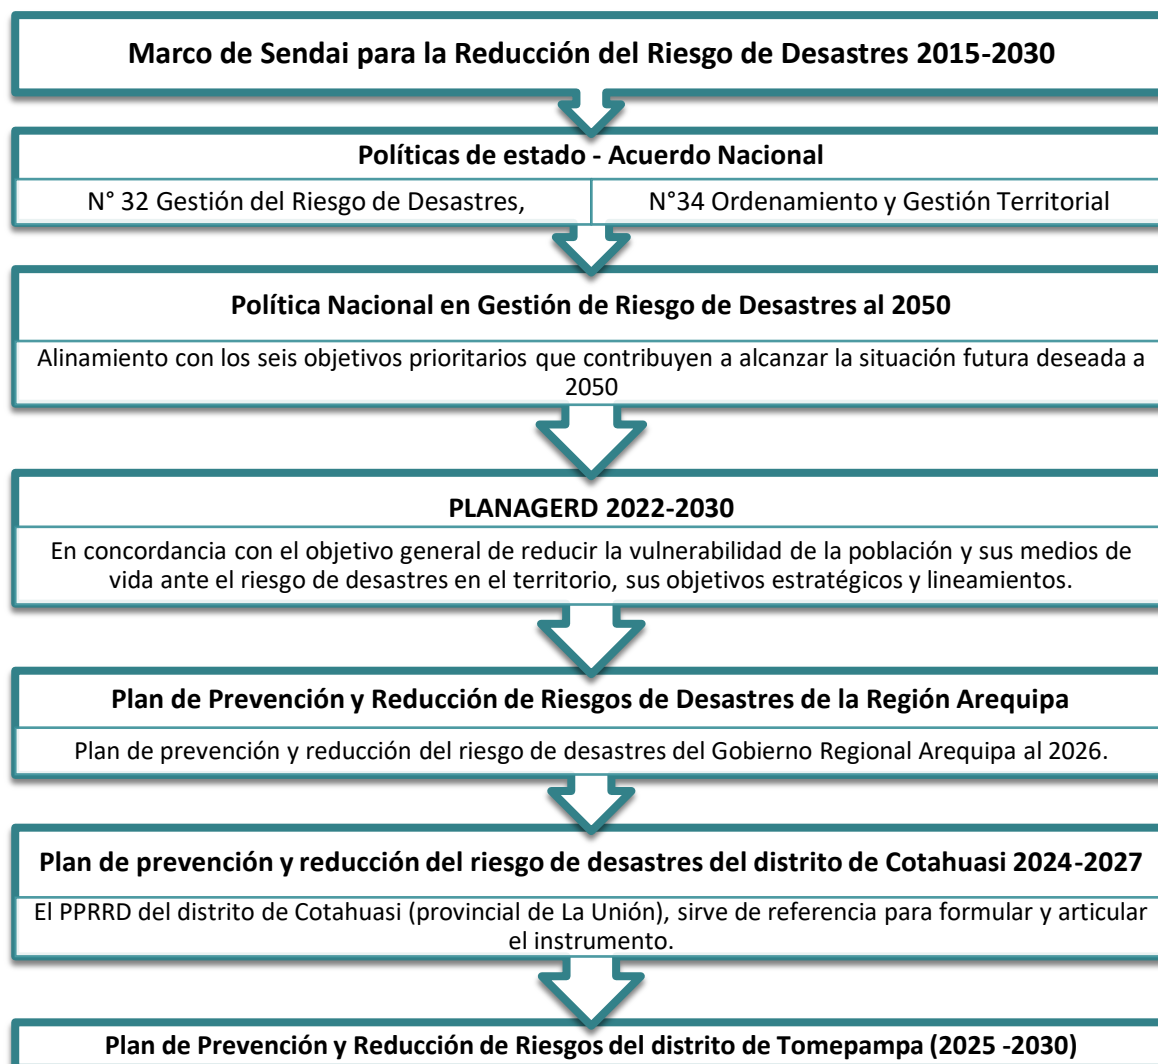 Marco de Sendai para la Reducción del Riesgo de Desastres 2015-2030
Políticas de estado - Acuerdo Nacional
N° 32 Gestión del Riesgo de Desastres,
N°34 Ordenamiento y Gestión Territorial
Política Nacional en Gestión de Riesgo de Desastres al 2050
Alinamiento con los seis objetivos prioritarios que contribuyen a alcanzar la situación futura deseada a
2050
PLANAGERD 2022-2030
En concordancia con el objetivo general de reducir la vulnerabilidad de la población y sus medios de
vida ante el riesgo de desastres en el territorio, sus objetivos estratégicos y lineamientos.
Plan de Prevención y Reducción de Riesgos de Desastres de la Región Arequipa
Plan de prevención y reducción del riesgo de desastres del Gobierno Regional Arequipa al 2026.
Plan de prevención y reducción del riesgo de desastres del distrito de Cotahuasi 2024-2027
El PPRRD del distrito de Cotahuasi (provincial de La Unión), sirve de referencia para formular y articular
el instrumento.
Plan de Prevención y Reducción de Riesgos del distrito de Tomepampa (2025 -2030)